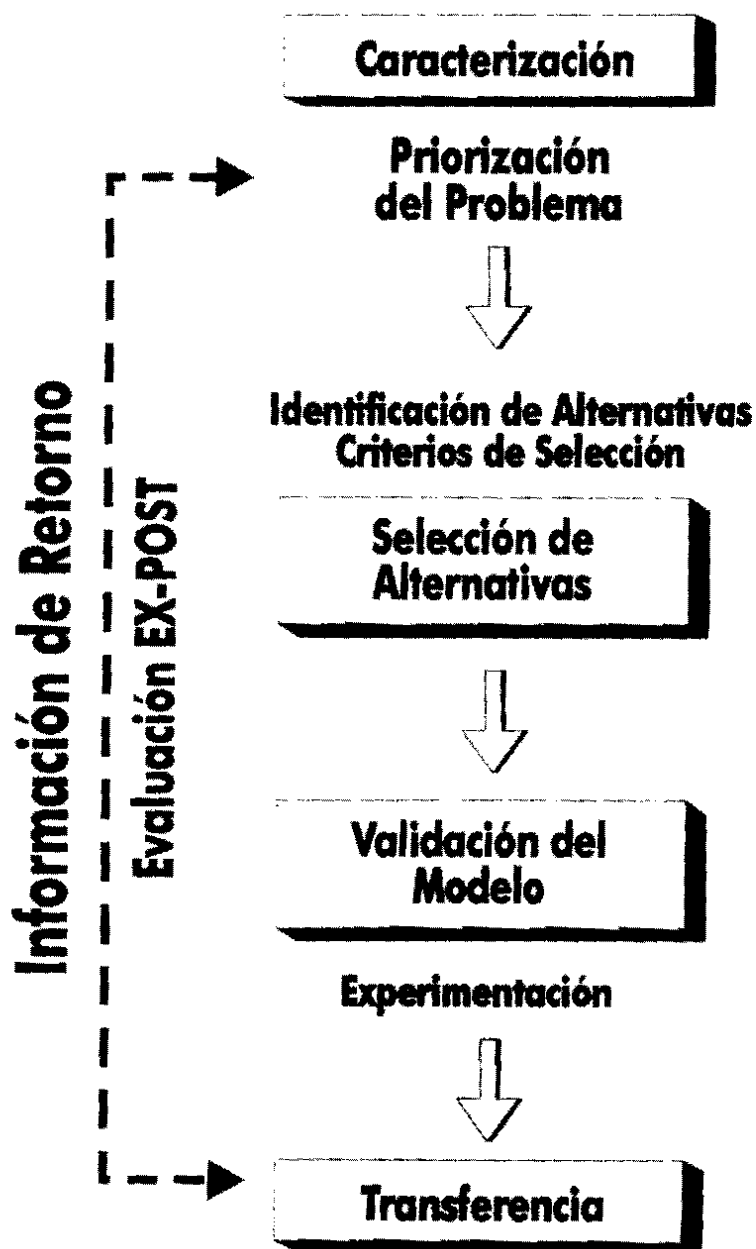 Caracterización
Priorización
del Problema
Identificación de Alternativas
Criterios de Selección
Selección de
Alternativas
Validación del
Modelo
Experimentación
Transferencia
Información de Retorno
Evaluación EX-POST